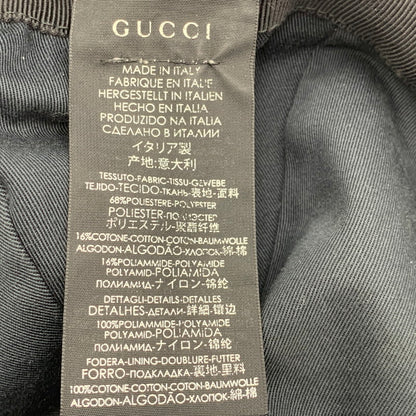 GUCCI
MADE IN ITALY
FABRIQUE EN ITALIE
HERGESTELLT IN ITALIEN
HECHO EN ITALIA
PRODUZIDO NA ITALIA
СДЕЛАНО В ИТАЛИИ
イタリア製
产地:意大利
TESSUTO-FABRIC-TISSU-GEWEBE
TEJIDO-TECIDO-ТКАНЬ-表地-面料
68%POLIESTERE-POLYESTER
POLIESTER-ПОЛИЭСТЕР
ポリエステル-聚酯纤维
16%COTONE-COTTON-COTON-BAUMWOLLE
ALGODON-ALGODÃO-ХЛОПОК-綿-棉
16%POLIAMMIDE-POLYAMIDE
POLYAMID-POLIAMIDA
ПОЛИАМИД-ナイロン-锦纶
DETTAGLI-DETAILS-DETALLES
DETALHES-ДЕТАЛИ-詳細-镶边
100%POLIAMMIDE-POLYAMIDE
POLYAMID-POLIAMIDA
ПОЛИАМИД-ナイロン-锦纶
FODERA-LINING-DOUBLURE-FUTTER
FORRO-ПОДКЛАДКА-裏地-里料
100%COTONE-COTTON-COTON-BAUMWOLLE
ALGODON-ALGODÃO-ХЛОПОК-綿-棉